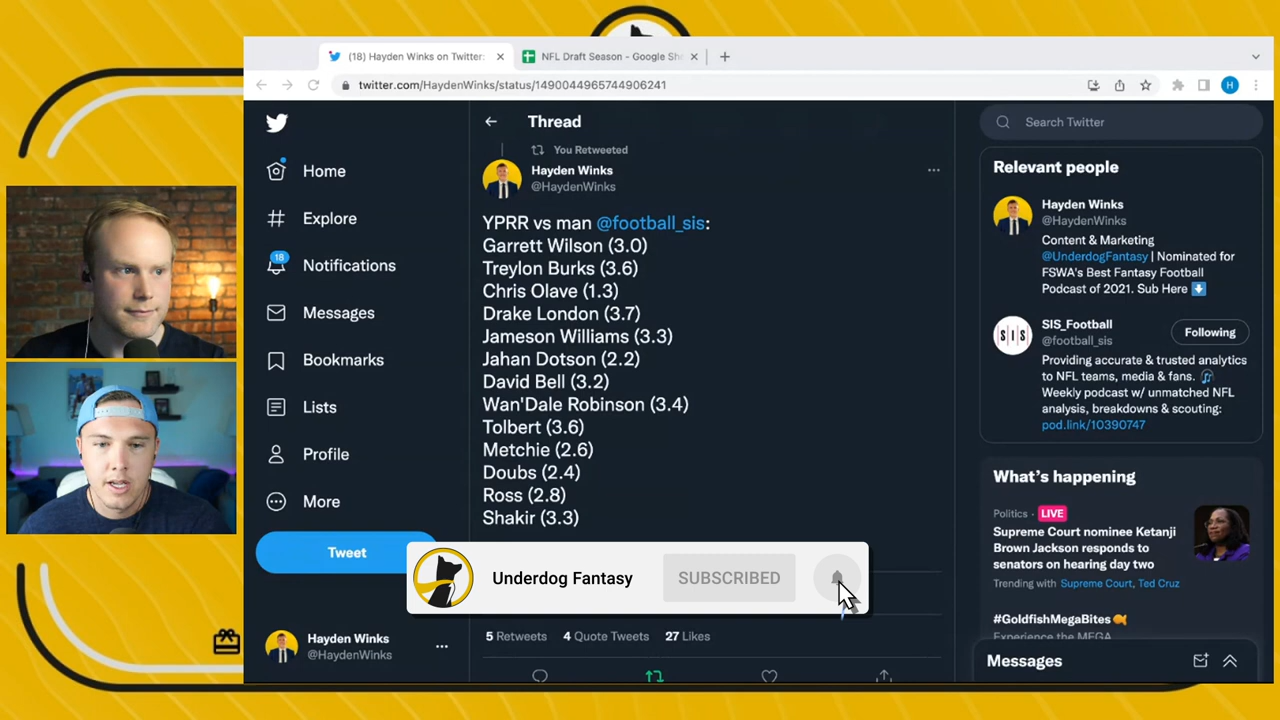 (18) Hayden Winks on Twitter:
NFL Draft Season - Google Sh
twitter.com/HaydenWinks/status/1490044965744906241
H
Home
Explore
18
Notifications
Messages
Bookmarks
Lists
Profile
More
Tweet
Hayden Winks
@HaydenWinks
Thread
You Retweeted
Hayden Winks
@HaydenWinks
YPRR vs man @football_sis:
Garrett Wilson (3.0)
Treylon Burks (3.6)
Chris Olave (1.3)
Drake London (3.7)
Jameson Williams (3.3)
Jahan Dotson (2.2)
David Bell (3.2)
Wan'Dale Robinson (3.4)
Tolbert (3.6)
Metchie (2.6)
Doubs (2.4)
Ross (2.8)
Shakir (3.3)
Underdog Fantasy
SUBSCRIBED
5 Retweets 4 Quote Tweets 27 Likes
Search Twitter
Relevant people
Hayden Winks
@HaydenWinks
Content & Marketing
@UnderdogFantasy | Nominated for
FSWA's Best Fantasy Football
Podcast of 2021. Sub Here
SIS_Football
@football_sis
Following
SIS
Providing accurate & trusted analytics
to NFL teams, media & fans.
Weekly podcast w/ unmatched NFL
analysis, breakdowns & scouting:
pod.link/10390747
What's happening
Politics · LIVE
Supreme Court nominee Ketanji
Brown Jackson responds to
senators on hearing day two
Trending with Supreme Court, Ted Cruz
#GoldfishMegaBites
Experience the MEGA
Messages